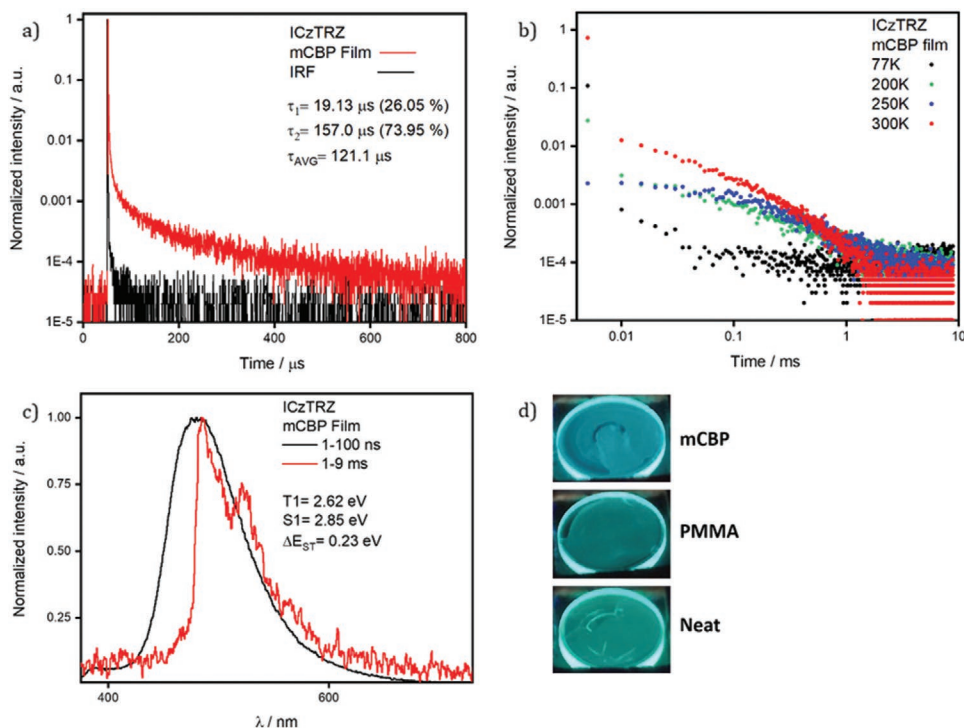 a)
Normalized intensity / a.u.
1
0.1
0.01
0.001
1E-4
1E-5
ICzTRZ
mCBP Film
IRF
τ₁= 19.13 μs (26.05 %)
τ₂= 157.0 μs (73.95 %)
τAVG= 121.1 μs
0 200 400 600 800
Time / μs
b)
Normalized intensity / a.u.
1
0.1
0.01
0.001
1E-4
1E-5
ICzTRZ
mCBP film
77K
200K
250K
300K
0.01 0.1 1 10
Time / ms
c)
Normalized intensity / a.u.
1.00
0.75
0.50
0.25
ICzTRZ
mCBP Film
1-100 ns
1-9 ms
T1= 2.62 eV
S1= 2.85 eV
ΔEST= 0.23 eV
400 600
λ / nm
d)
mCBP
PMMA
Neat